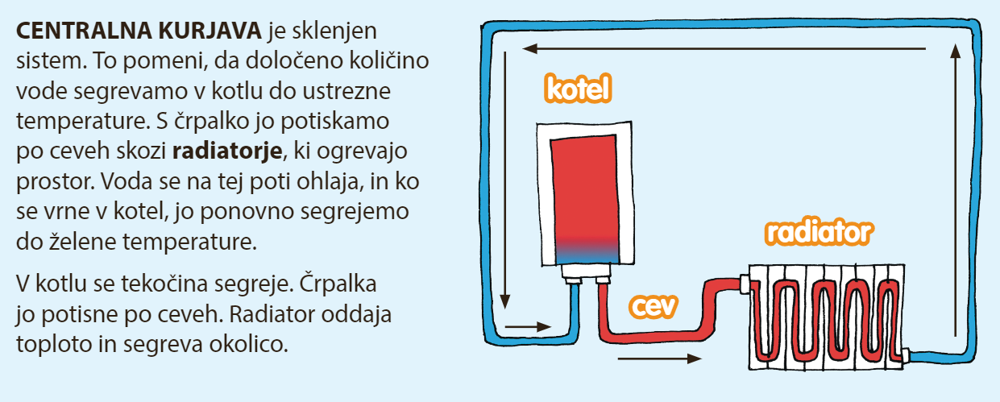 CENTRALNA KURJAVA je sklenjen
sistem. To pomeni, da določeno količino
vode segrevamo v kotlu do ustrezne
temperature. S črpalko jo potiskamo
po ceveh skozi radiatorje, ki ogrevajo
prostor. Voda se na tej poti ohlaja, in ko
se vrne v kotel, jo ponovno segrejemo
do želene temperature.
V kotlu se tekočina segreje. Črpalka
jo potisne po ceveh. Radiator oddaja
toploto in segreva okolico.
kotel
radiator
cev